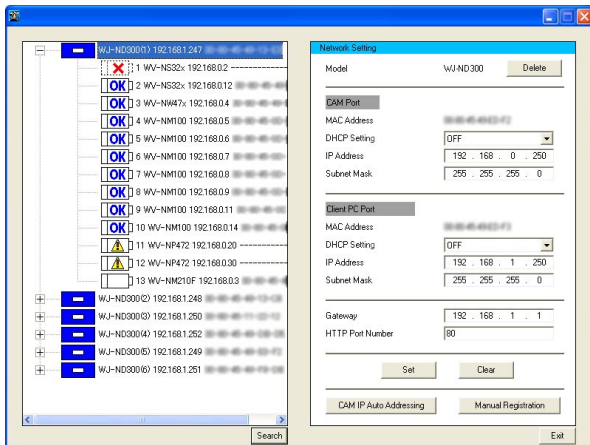 WJ-ND300(1) 192.168.1.247
1 WV-NS32x 192.168.0.2
OK 2 WV-NS32x 192.168.0.12
OK 3 WV-NW47x 192.168.0.4
OK 4 WV-NM100 192.168.0.5
OK 5 WV-NM100 192.168.0.6
OK 6 WV-NM100 192.168.0.7
OK 7 WV-NM100 192.168.0.8
OK 8 WV-NM100 192.168.0.9
OK 9 WV-NM100 192.168.0.11
OK 10 WV-NM100 192.168.0.14
11 WV-NP472 192.168.0.20
12 WV-NP472 192.168.0.30
13 WV-NM210F 192.168.0.3
WJ-ND300(2) 192.168.1.248
WJ-ND300(3) 192.168.1.250
WJ-ND300(4) 192.168.1.252
WJ-ND300(5) 192.168.1.249
WJ-ND300(6) 192.168.1.251
Search
Network Setting
Model WJ-ND300 Delete
CAM Port
MAC Address
DHCP Setting OFF
IP Address 192 . 168 . 0 . 250
Subnet Mask 255 . 255 . 255 . 0
Client PC Port
MAC Address
DHCP Setting OFF
IP Address 192 . 168 . 1 . 250
Subnet Mask 255 . 255 . 255 . 0
Gateway 192 . 168 . 1 . 1
HTTP Port Number 80
Set Clear
CAM IP Auto Addressing Manual Registration
Exit